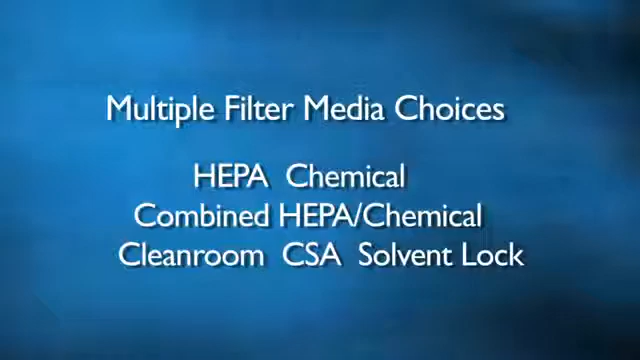 Multiple Filter Media Choices
HEPA Chemical
Combined HEPA/Chemical
Cleanroom CSA Solvent Lock